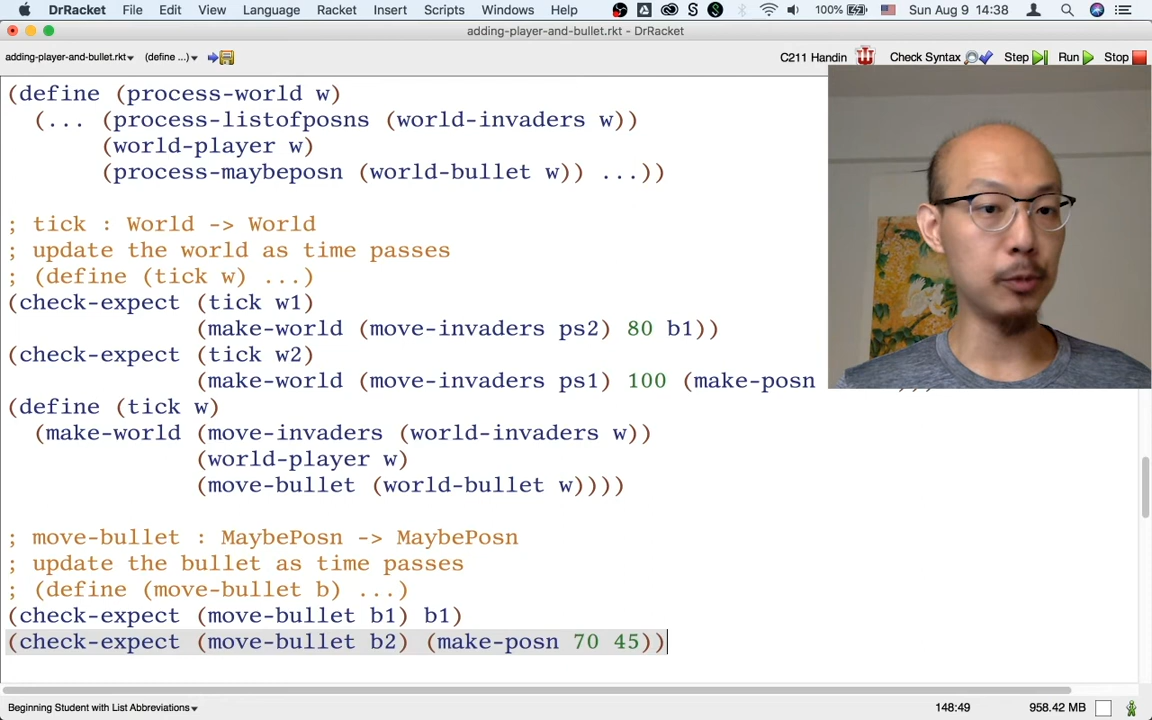 DrRacket File Edit View Language Racket Insert Scripts Windows Help 100% Sun Aug 9 14:38
adding-player-and-bullet.rkt - DrRacket
adding-player-and-bullet.rkt▾ (define ...)▾ C211 Handin Check Syntax Step Run Stop
(define (process-world w)
(... (process-listofposns (world-invaders w))
(world-player w)
(process-maybeposn (world-bullet w)) ...))
; tick : World -> World
; update the world as time passes
; (define (tick w) ...)
(check-expect (tick w1)
(make-world (move-invaders ps2) 80 b1))
(check-expect (tick w2)
(make-world (move-invaders ps1) 100 (make-posn
(define (tick w)
(make-world (move-invaders (world-invaders w))
(world-player w)
(move-bullet (world-bullet w))))
; move-bullet : MaybePosn -> MaybePosn
; update the bullet as time passes
; (define (move-bullet b) ...)
(check-expect (move-bullet b1) b1)
(check-expect (move-bullet b2) (make-posn 70 45))
Beginning Student with List Abbreviations▾ 148:49 958.42 MB